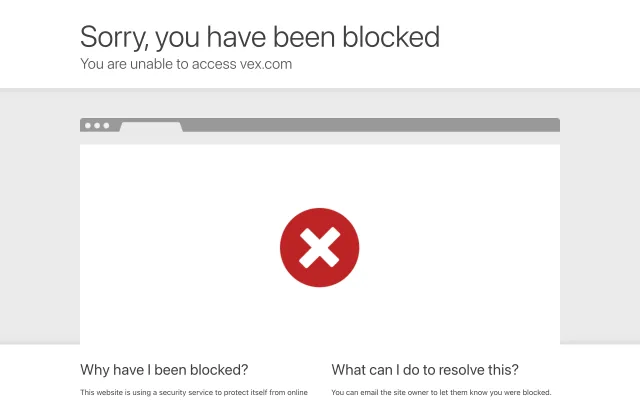 Sorry, you have been blocked
You are unable to access vex.com
Why have I been blocked?
This website is using a security service to protect itself from online
What can I do to resolve this?
You can email the site owner to let them know you were blocked.